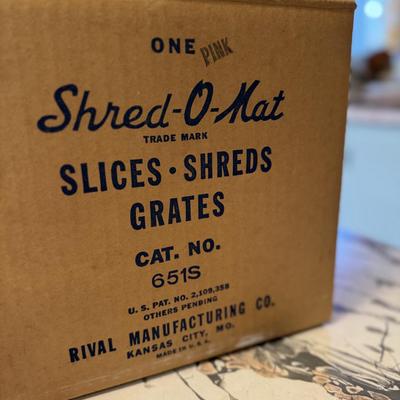 ONE PINK
Shred-O-Mat
TRADE MARK
SLICES • SHREDS
GRATES
CAT. NO.
651S
U. S. PAT. NO. 2,109,358
OTHERS PENDING
RIVAL MANUFACTURING CO.
KANSAS CITY, MO.
MADE IN U.S.A.